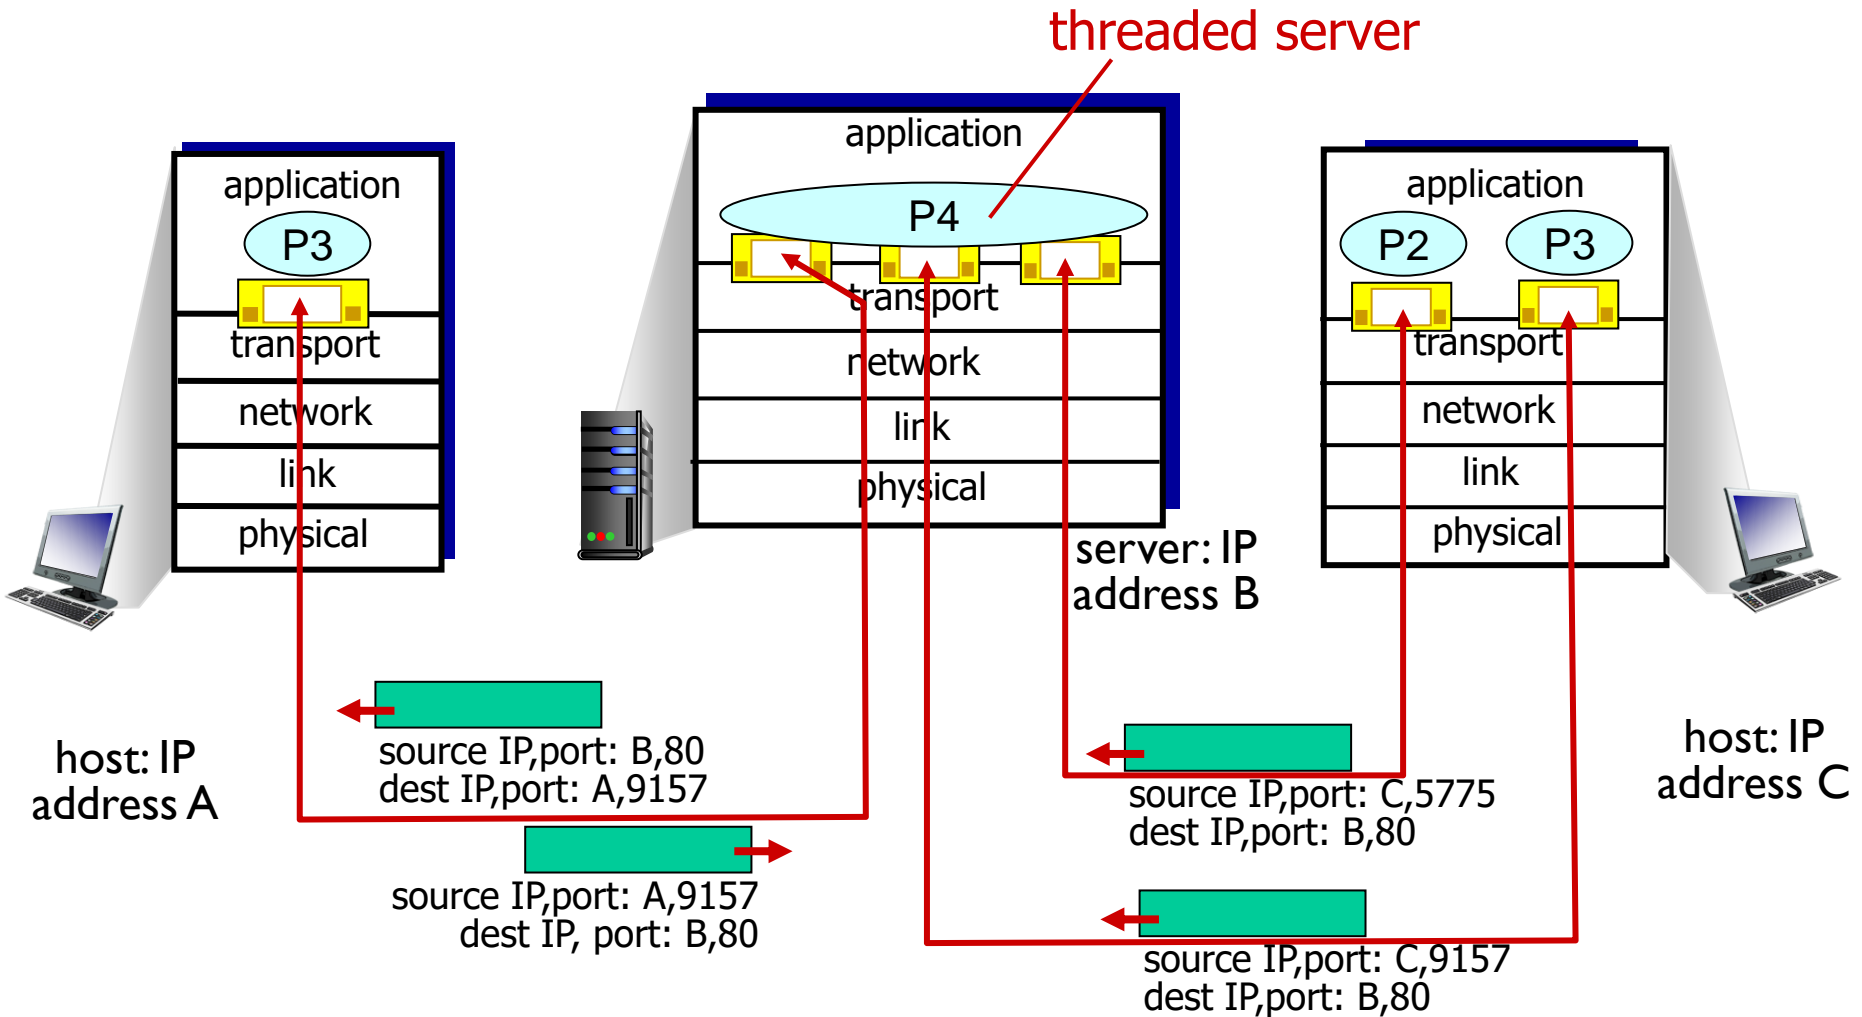 threaded server
application
P3
transport
network
link
physical
application
P4
transport
network
link
physical
application
P2
P3
transport
network
link
physical
server: IP
address B
host: IP
address A
source IP,port: B,80
dest IP,port: A,9157
source IP,port: A,9157
dest IP, port: B,80
source IP,port: C,5775
dest IP,port: B,80
source IP,port: C,9157
dest IP,port: B,80
host: IP
address C